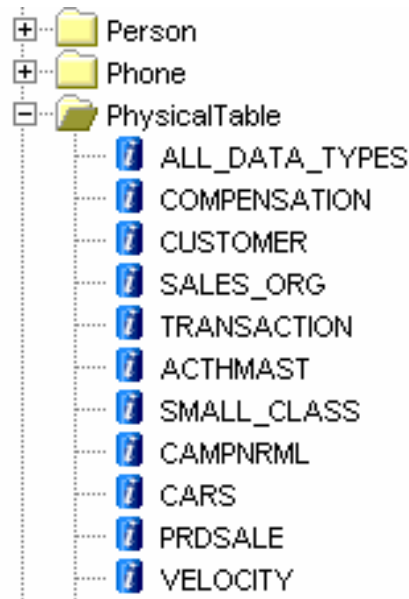 Person
Phone
PhysicalTable
ALL_DATA_TYPES
COMPENSATION
CUSTOMER
SALES_ORG
TRANSACTION
ACTHMAST
SMALL_CLASS
CAMPNRML
CARS
PRDSALE
VELOCITY